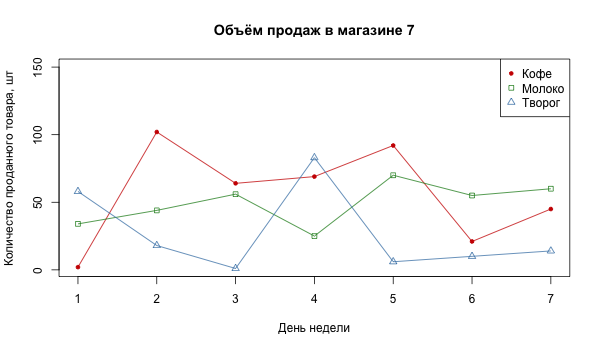 Объём продаж в магазине 7
Количество проданного товара, шт
150
100
50
0
Кофе
Молоко
Творог
1 2 3 4 5 6 7
День недели